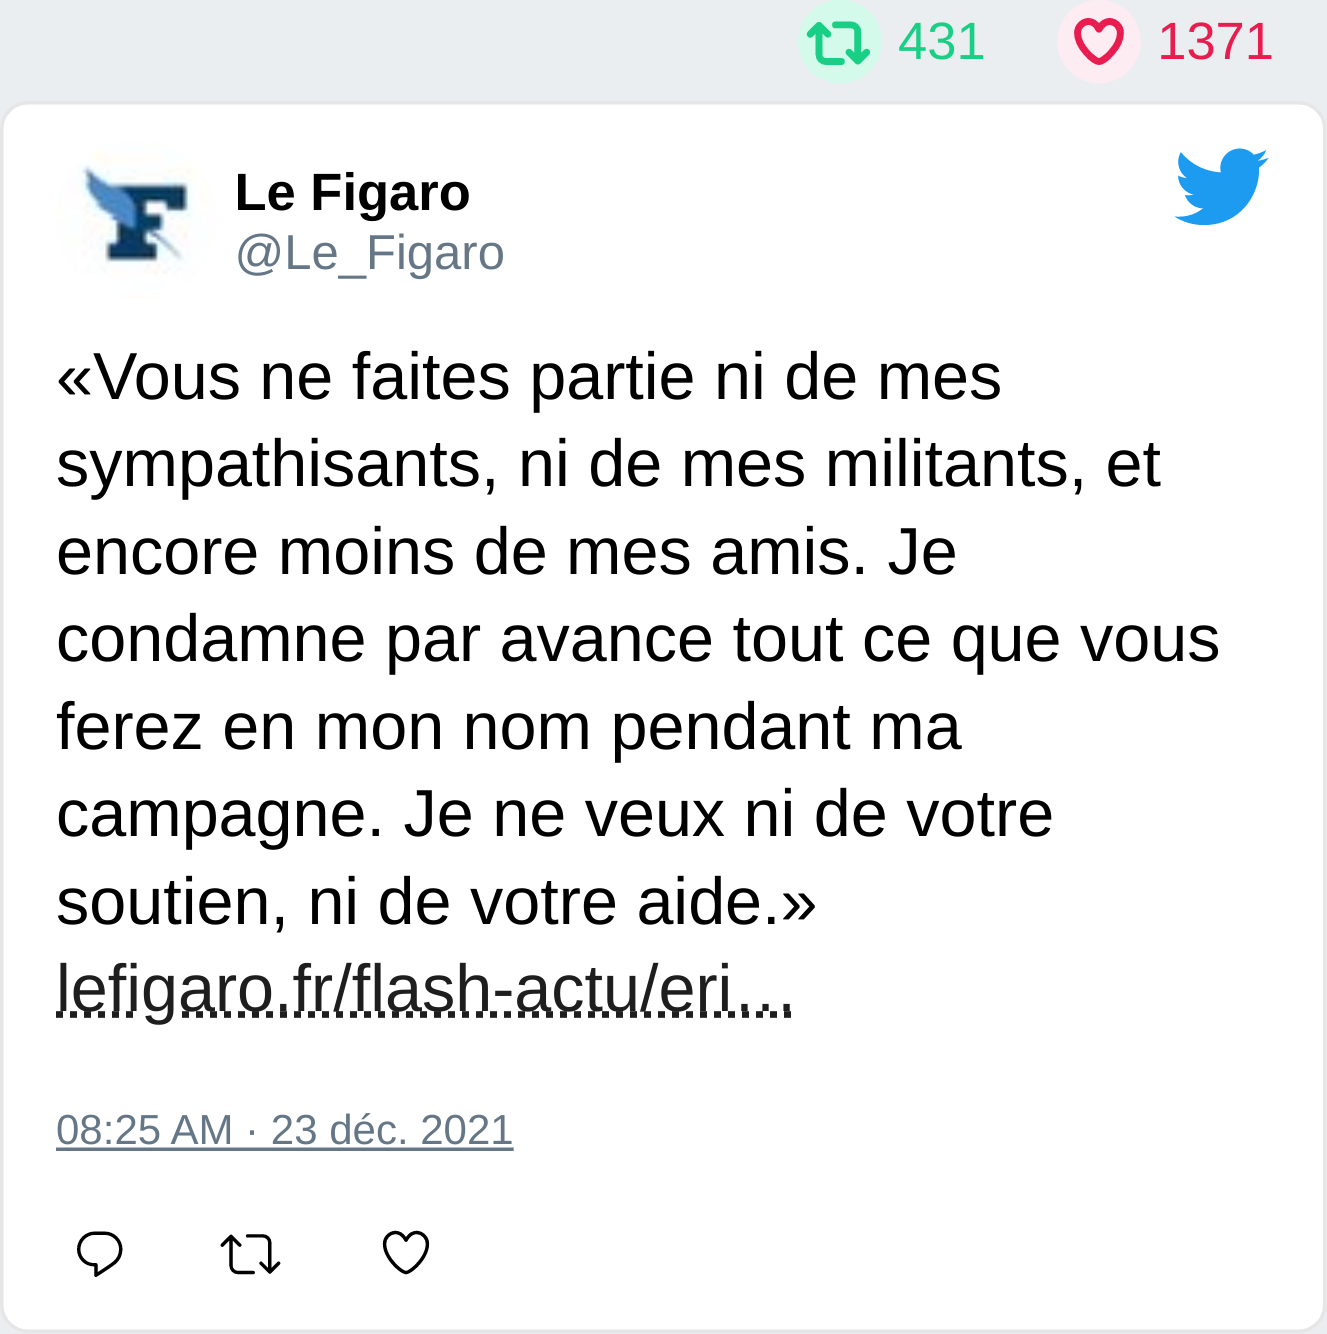 431 1371
Le Figaro
@Le_Figaro
«Vous ne faites partie ni de mes
sympathisants, ni de mes militants, et
encore moins de mes amis. Je
condamne par avance tout ce que vous
ferez en mon nom pendant ma
campagne. Je ne veux ni de votre
soutien, ni de votre aide.»
lefigaro.fr/flash-actu/eri…
08:25 AM · 23 déc. 2021